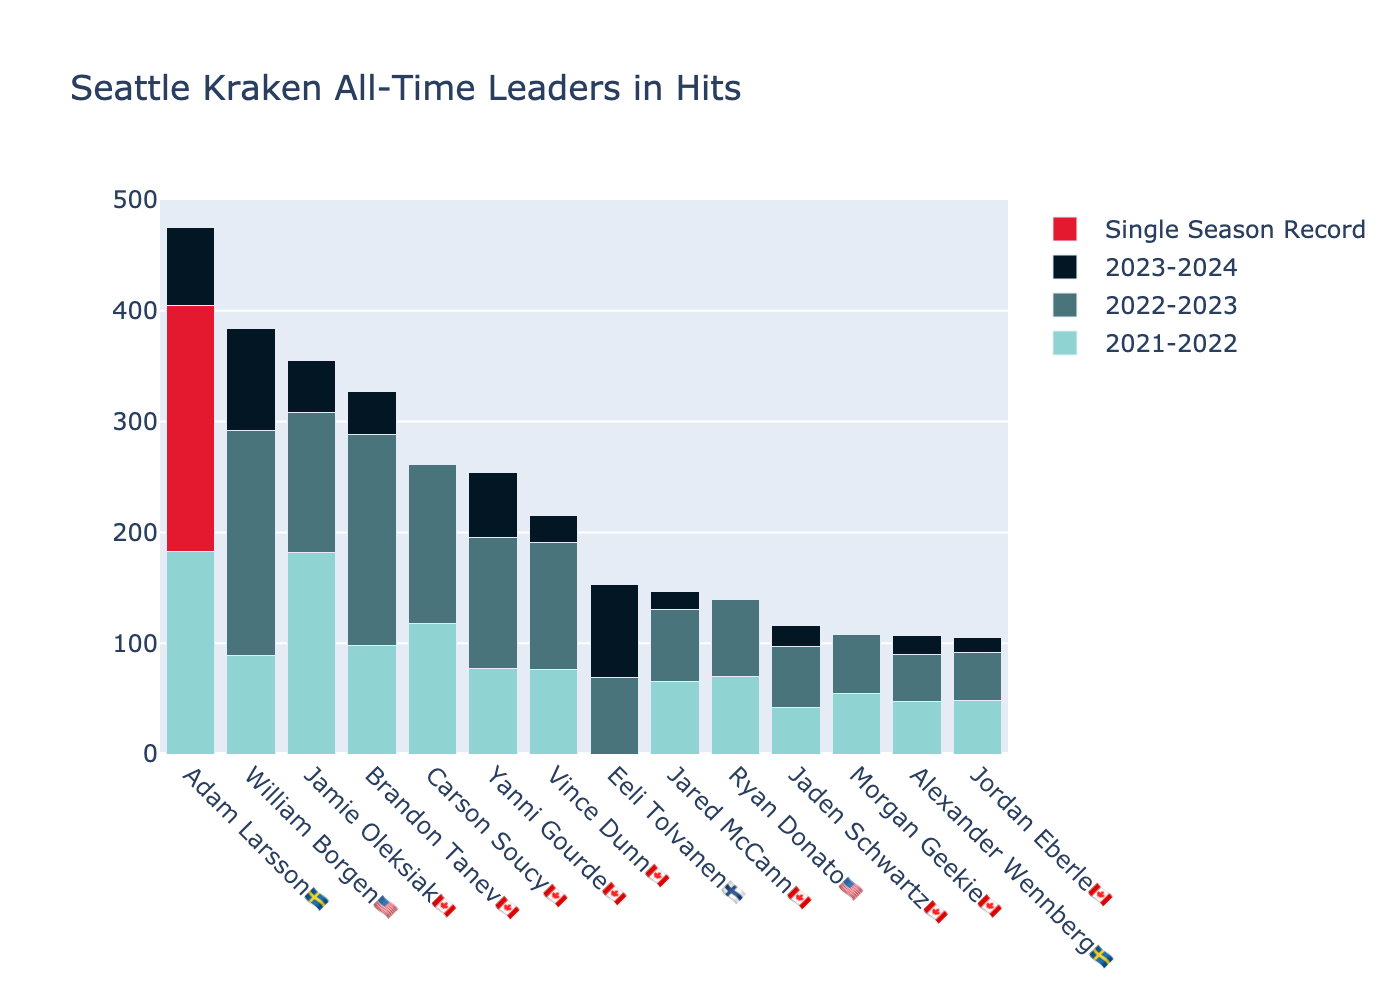 Seattle Kraken All-Time Leaders in Hits
500
400
300
200
100
0
Single Season Record
2023-2024
2022-2023
2021-2022
Adam Larsson🇸🇪
William Borgen🇺🇸
Jamie Oleksiak🇨🇦
Brandon Tanev🇨🇦
Carson Soucy🇨🇦
Yanni Gourde🇨🇦
Vince Dunn🇨🇦
Eeli Tolvanen🇫🇮
Jared McCann🇨🇦
Ryan Donato🇺🇸
Jaden Schwartz🇨🇦
Morgan Geekie🇨🇦
Alexander Wennberg🇸🇪
Jordan Eberle🇨🇦